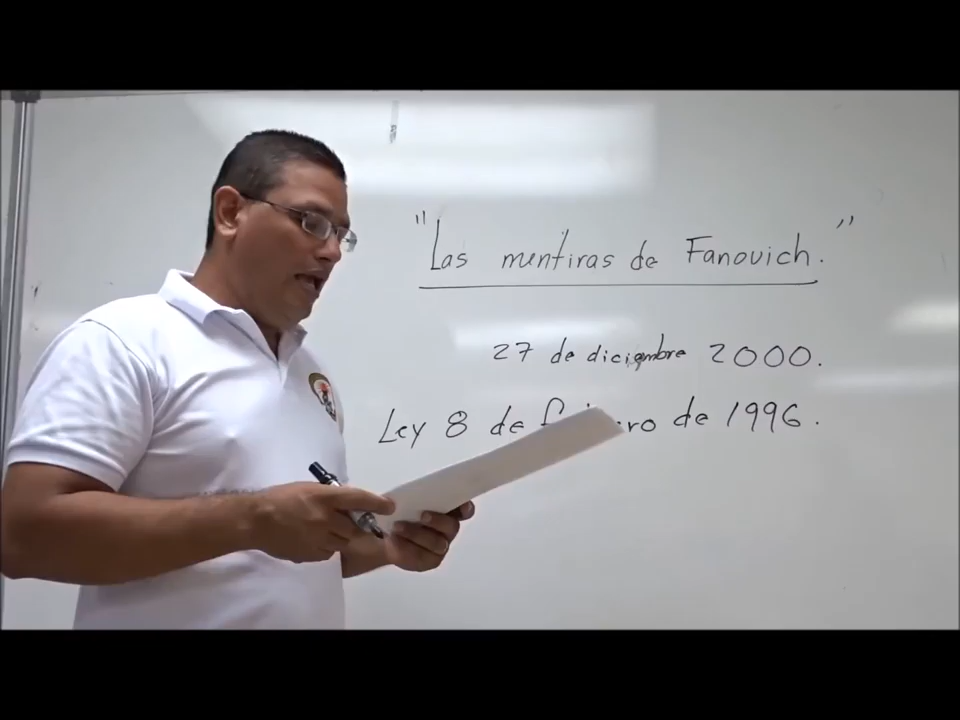 "Las mentiras de Fanovich."
27 de diciembre 2000.
Ley 8 de de 1996.